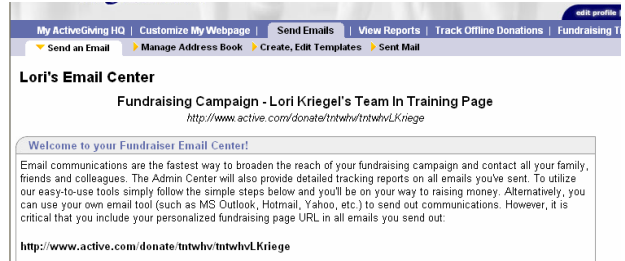 edit profile |
My ActiveGiving HQ | Customize My Webpage | Send Emails | View Reports | Track Offline Donations | Fundraising
Send an Email Manage Address Book Create, Edit Templates Sent Mail
Lori's Email Center
Fundraising Campaign - Lori Kriegel's Team In Training Page
http://www.active.com/donate/tntwhv/tntwhvLKriege
Welcome to your Fundraiser Email Center!
Email communications are the fastest way to broaden the reach of your fundraising campaign and contact all your family,
friends and colleagues. The Admin Center will also provide detailed tracking reports on all emails you've sent. To utilize
our easy-to-use tools simply follow the simple steps below and you'll be on your way to raising money. Alternatively, you
can use your own email tool (such as MS Outlook, Hotmail, Yahoo, etc.) to send out communications. However, it is
critical that you include your personalized fundraising page URL in all emails you send out:
http://www.active.com/donate/tntwhv/tntwhvLKriege